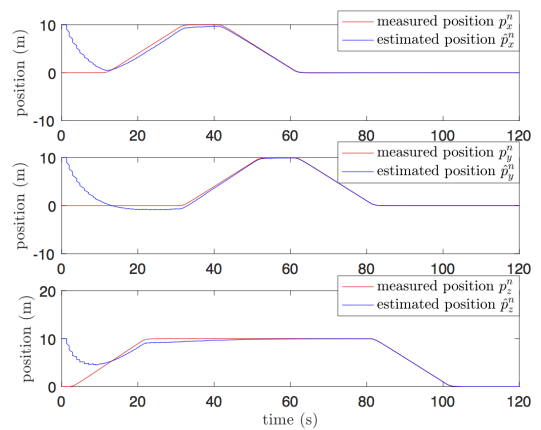 10
0
-10
position (m)
measured position p_x^n
estimated position p̂_x^n
0 20 40 60 80 100 120
10
0
-10
position (m)
measured position p_y^n
estimated position p̂_y^n
0 20 40 60 80 100 120
20
10
0
position (m)
measured position p_z^n
estimated position p̂_z^n
0 20 40 60 80 100 120
time (s)